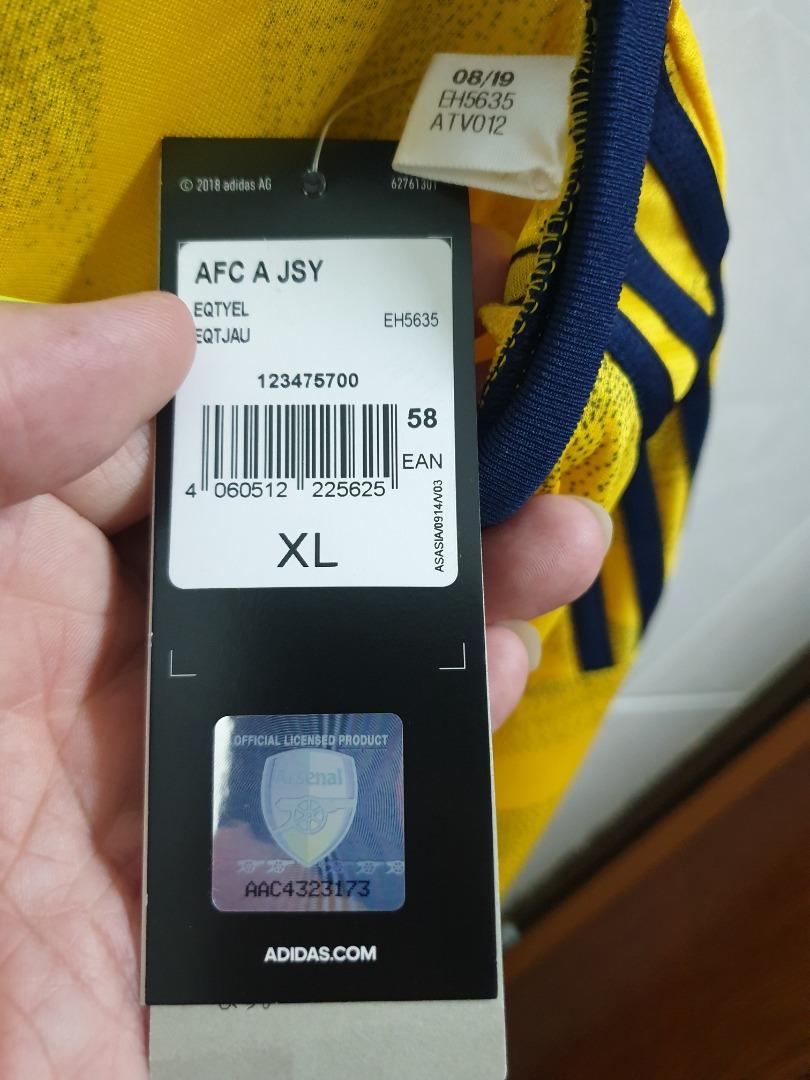 08/19
EH5635
ATV012
© 2018 adidas AG
62761301
AFC A JSY
EQTYEL
EH5635
EQTJAU
123475700
58
EAN
4 060512 225625
XL
ASASIA/0914/V03
OFFICIAL LICENSED PRODUCT
Arsenal
AAC4323173
ADIDAS.COM